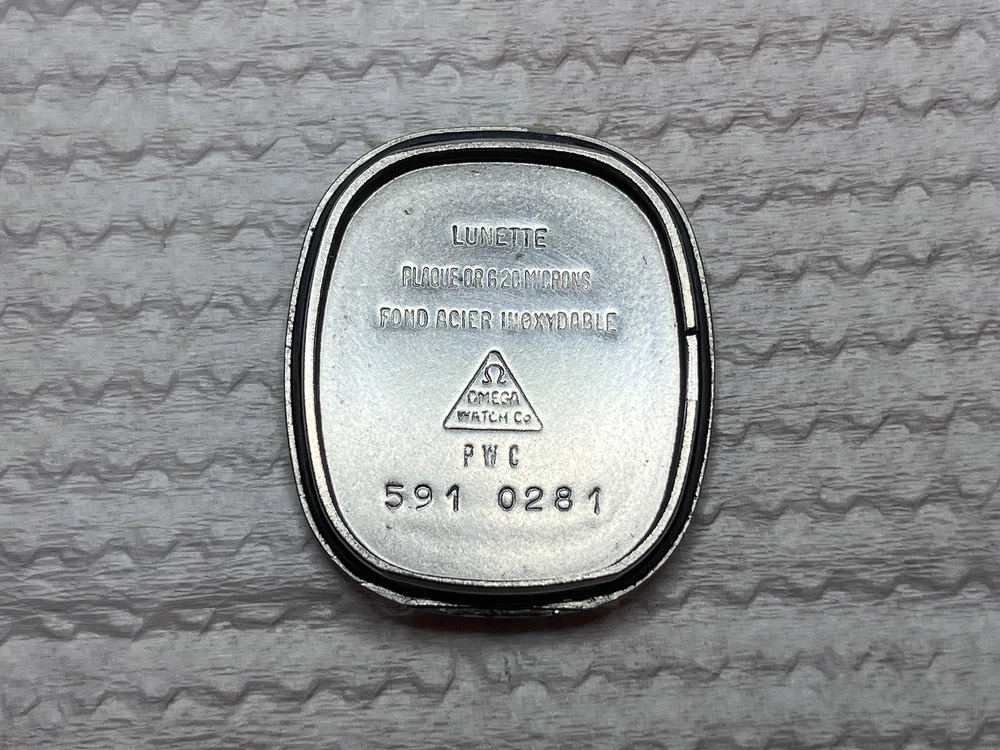 LUNETTE
PLAQUE OR G 20 MICRONS
FOND ACIER INOXYDABLE
Ω
OMEGA
WATCH Co
PWC
591 0281